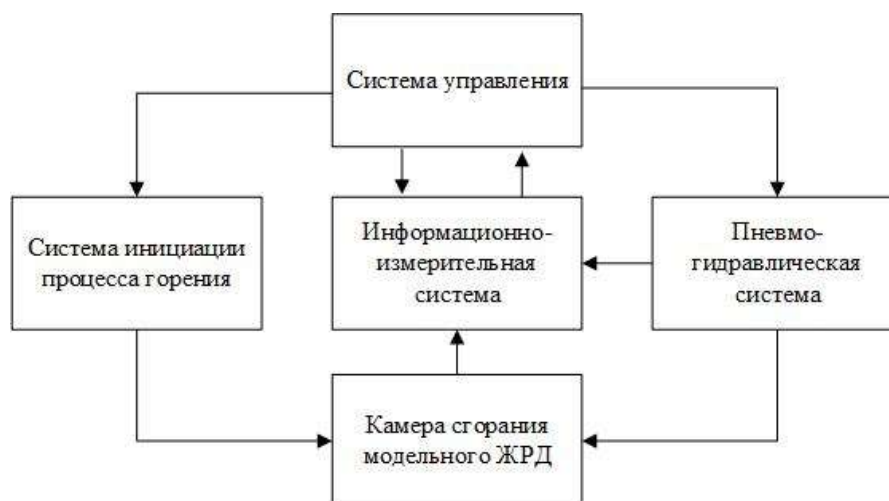 Система управления
Система инициации
процесса горения
Информационно-
измерительная
система
Пневмо-
гидравлическая
система
Камера сгорания
модельного ЖРД